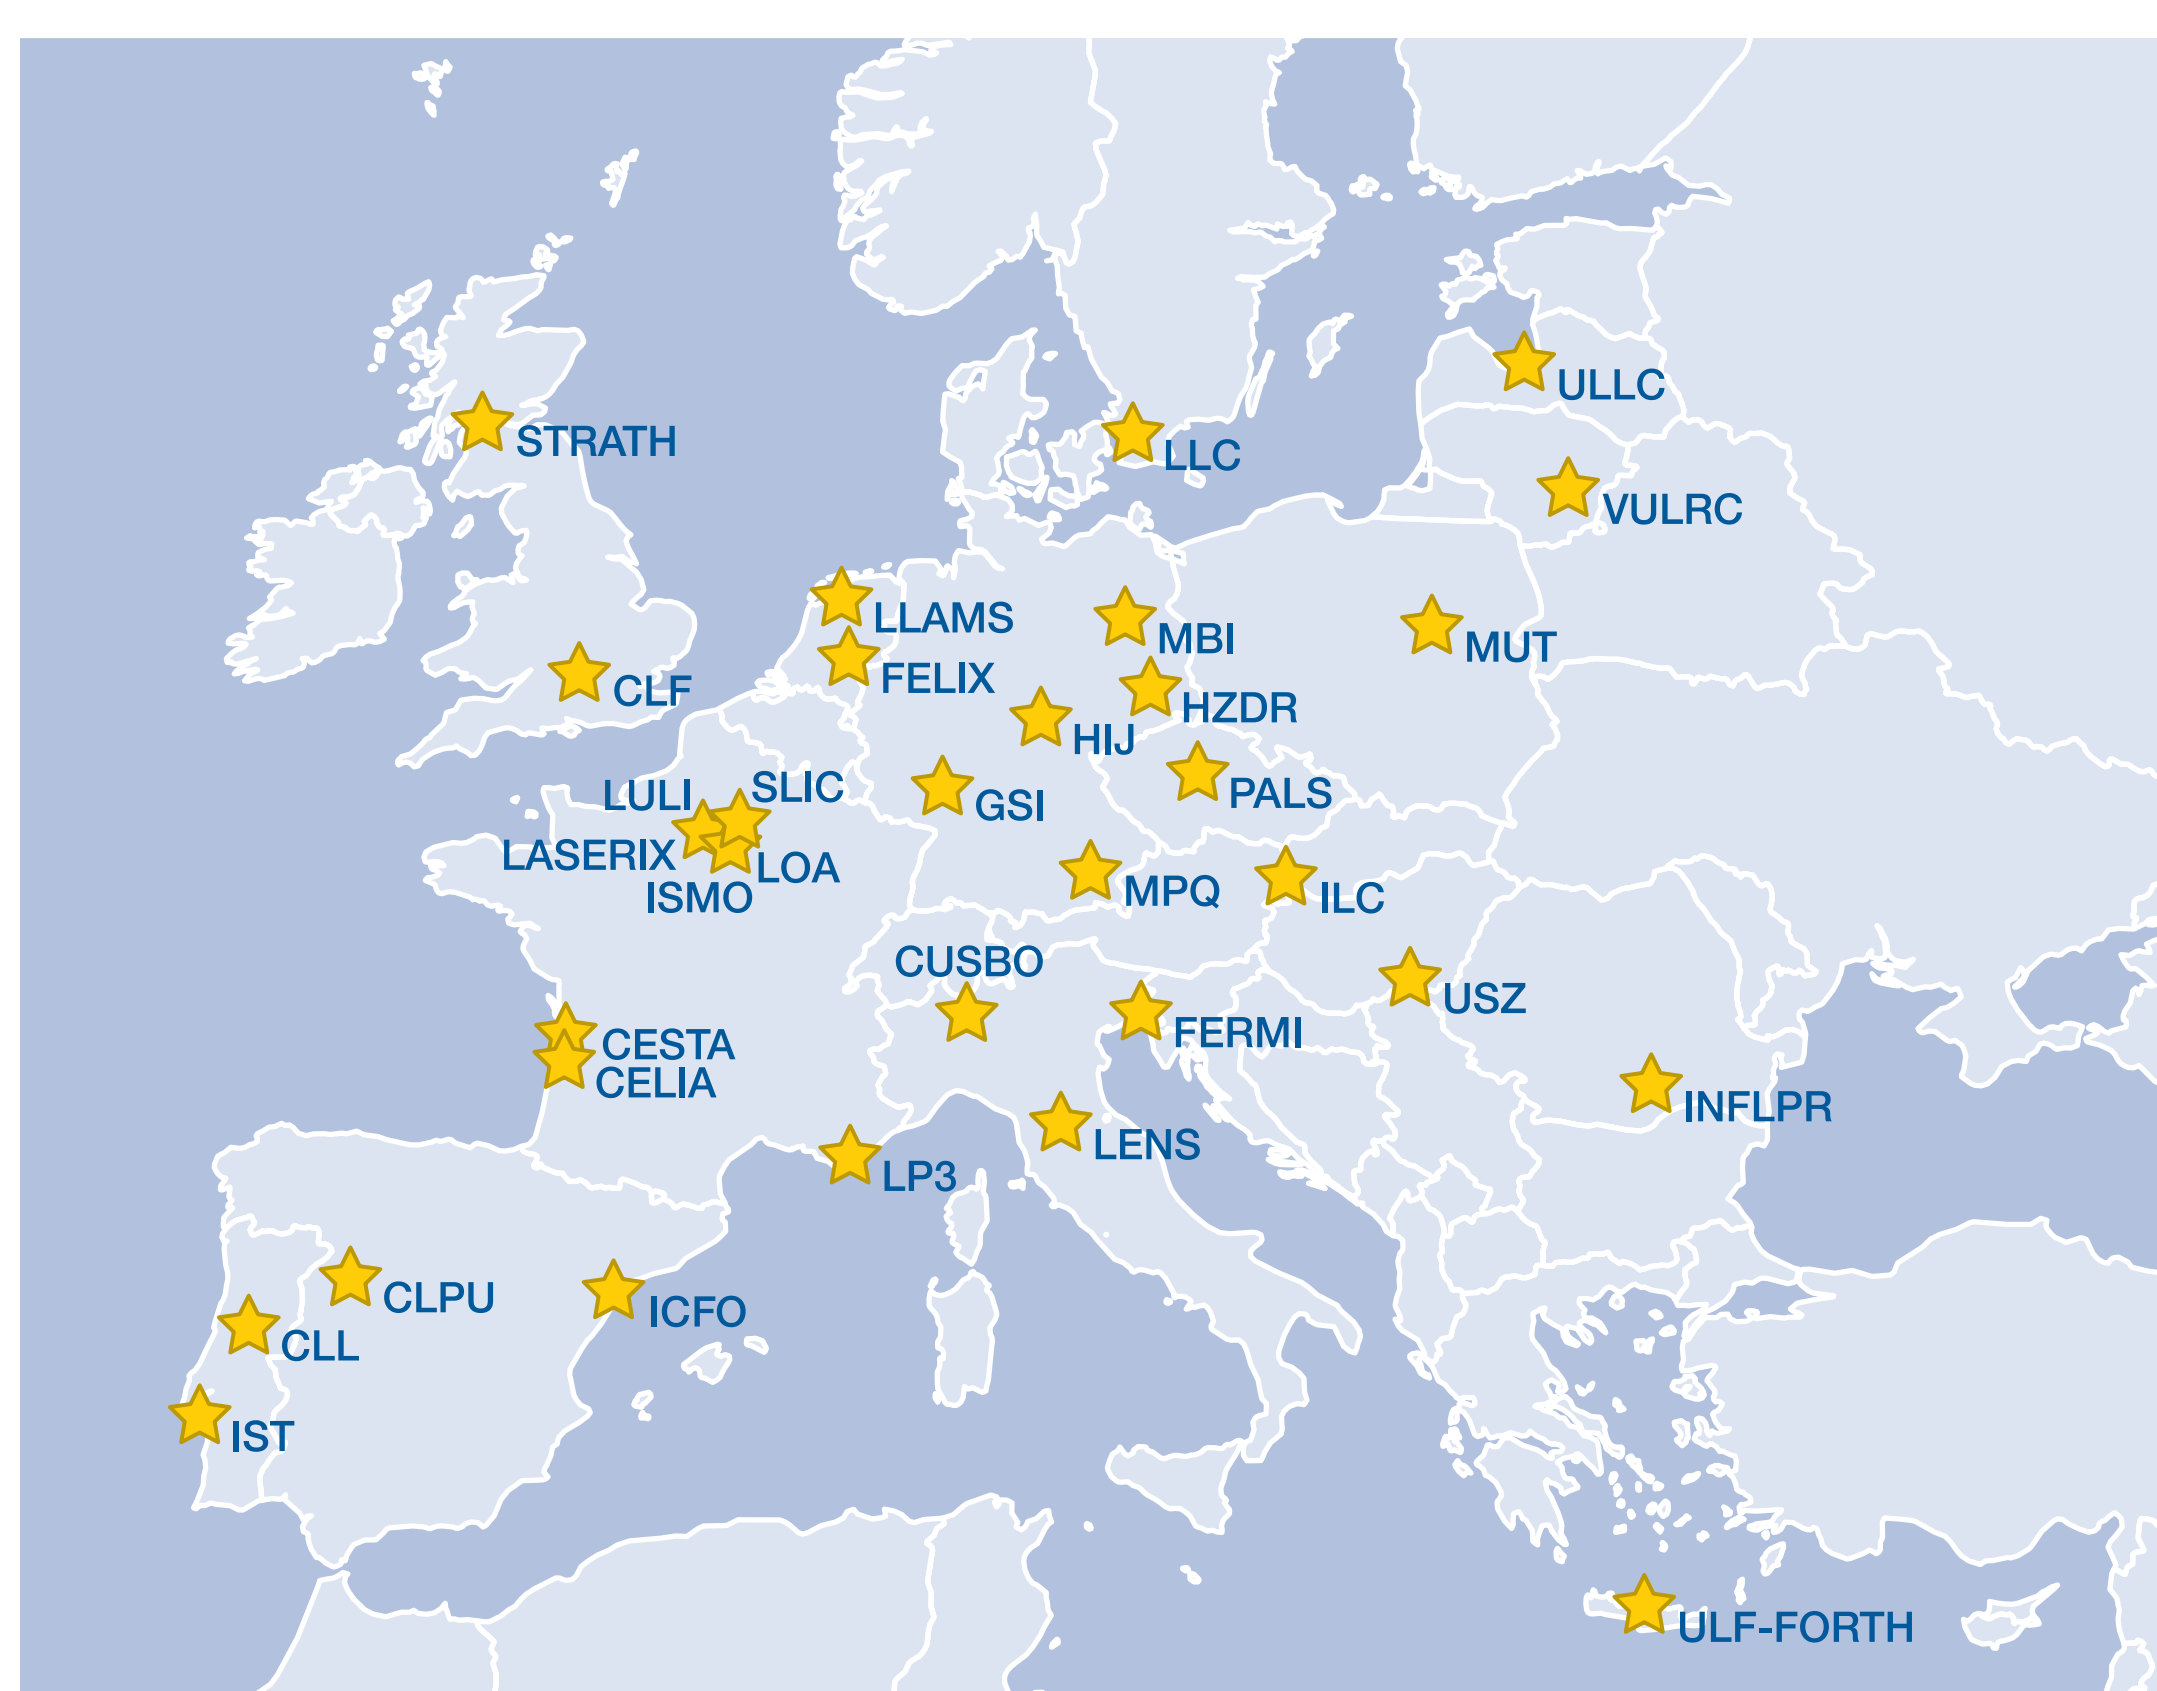 ULLC
STRATH
LLC
VULRC
LLAMS
MBI
MUT
FELIX
CLF
HZDR
HIJ
SLIC
LULI
PALS
GSI
LASERIX
LOA
ISMO
MPQ
ILC
CUSBO
USZ
FERMI
CESTA
CELIA
INFLPR
LENS
LP3
CLPU
ICFO
CLL
IST
ULF-FORTH